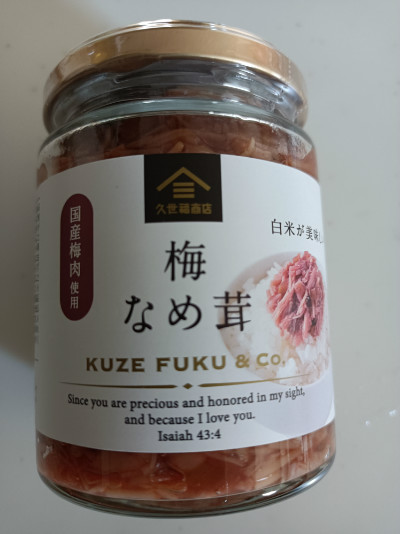 久世福商店
国産梅肉使用
白米が美味し
梅
なめ茸
KUZE FUKU & Co.
Since you are precious and honored in my sight,
and because I love you.
Isaiah 43:4